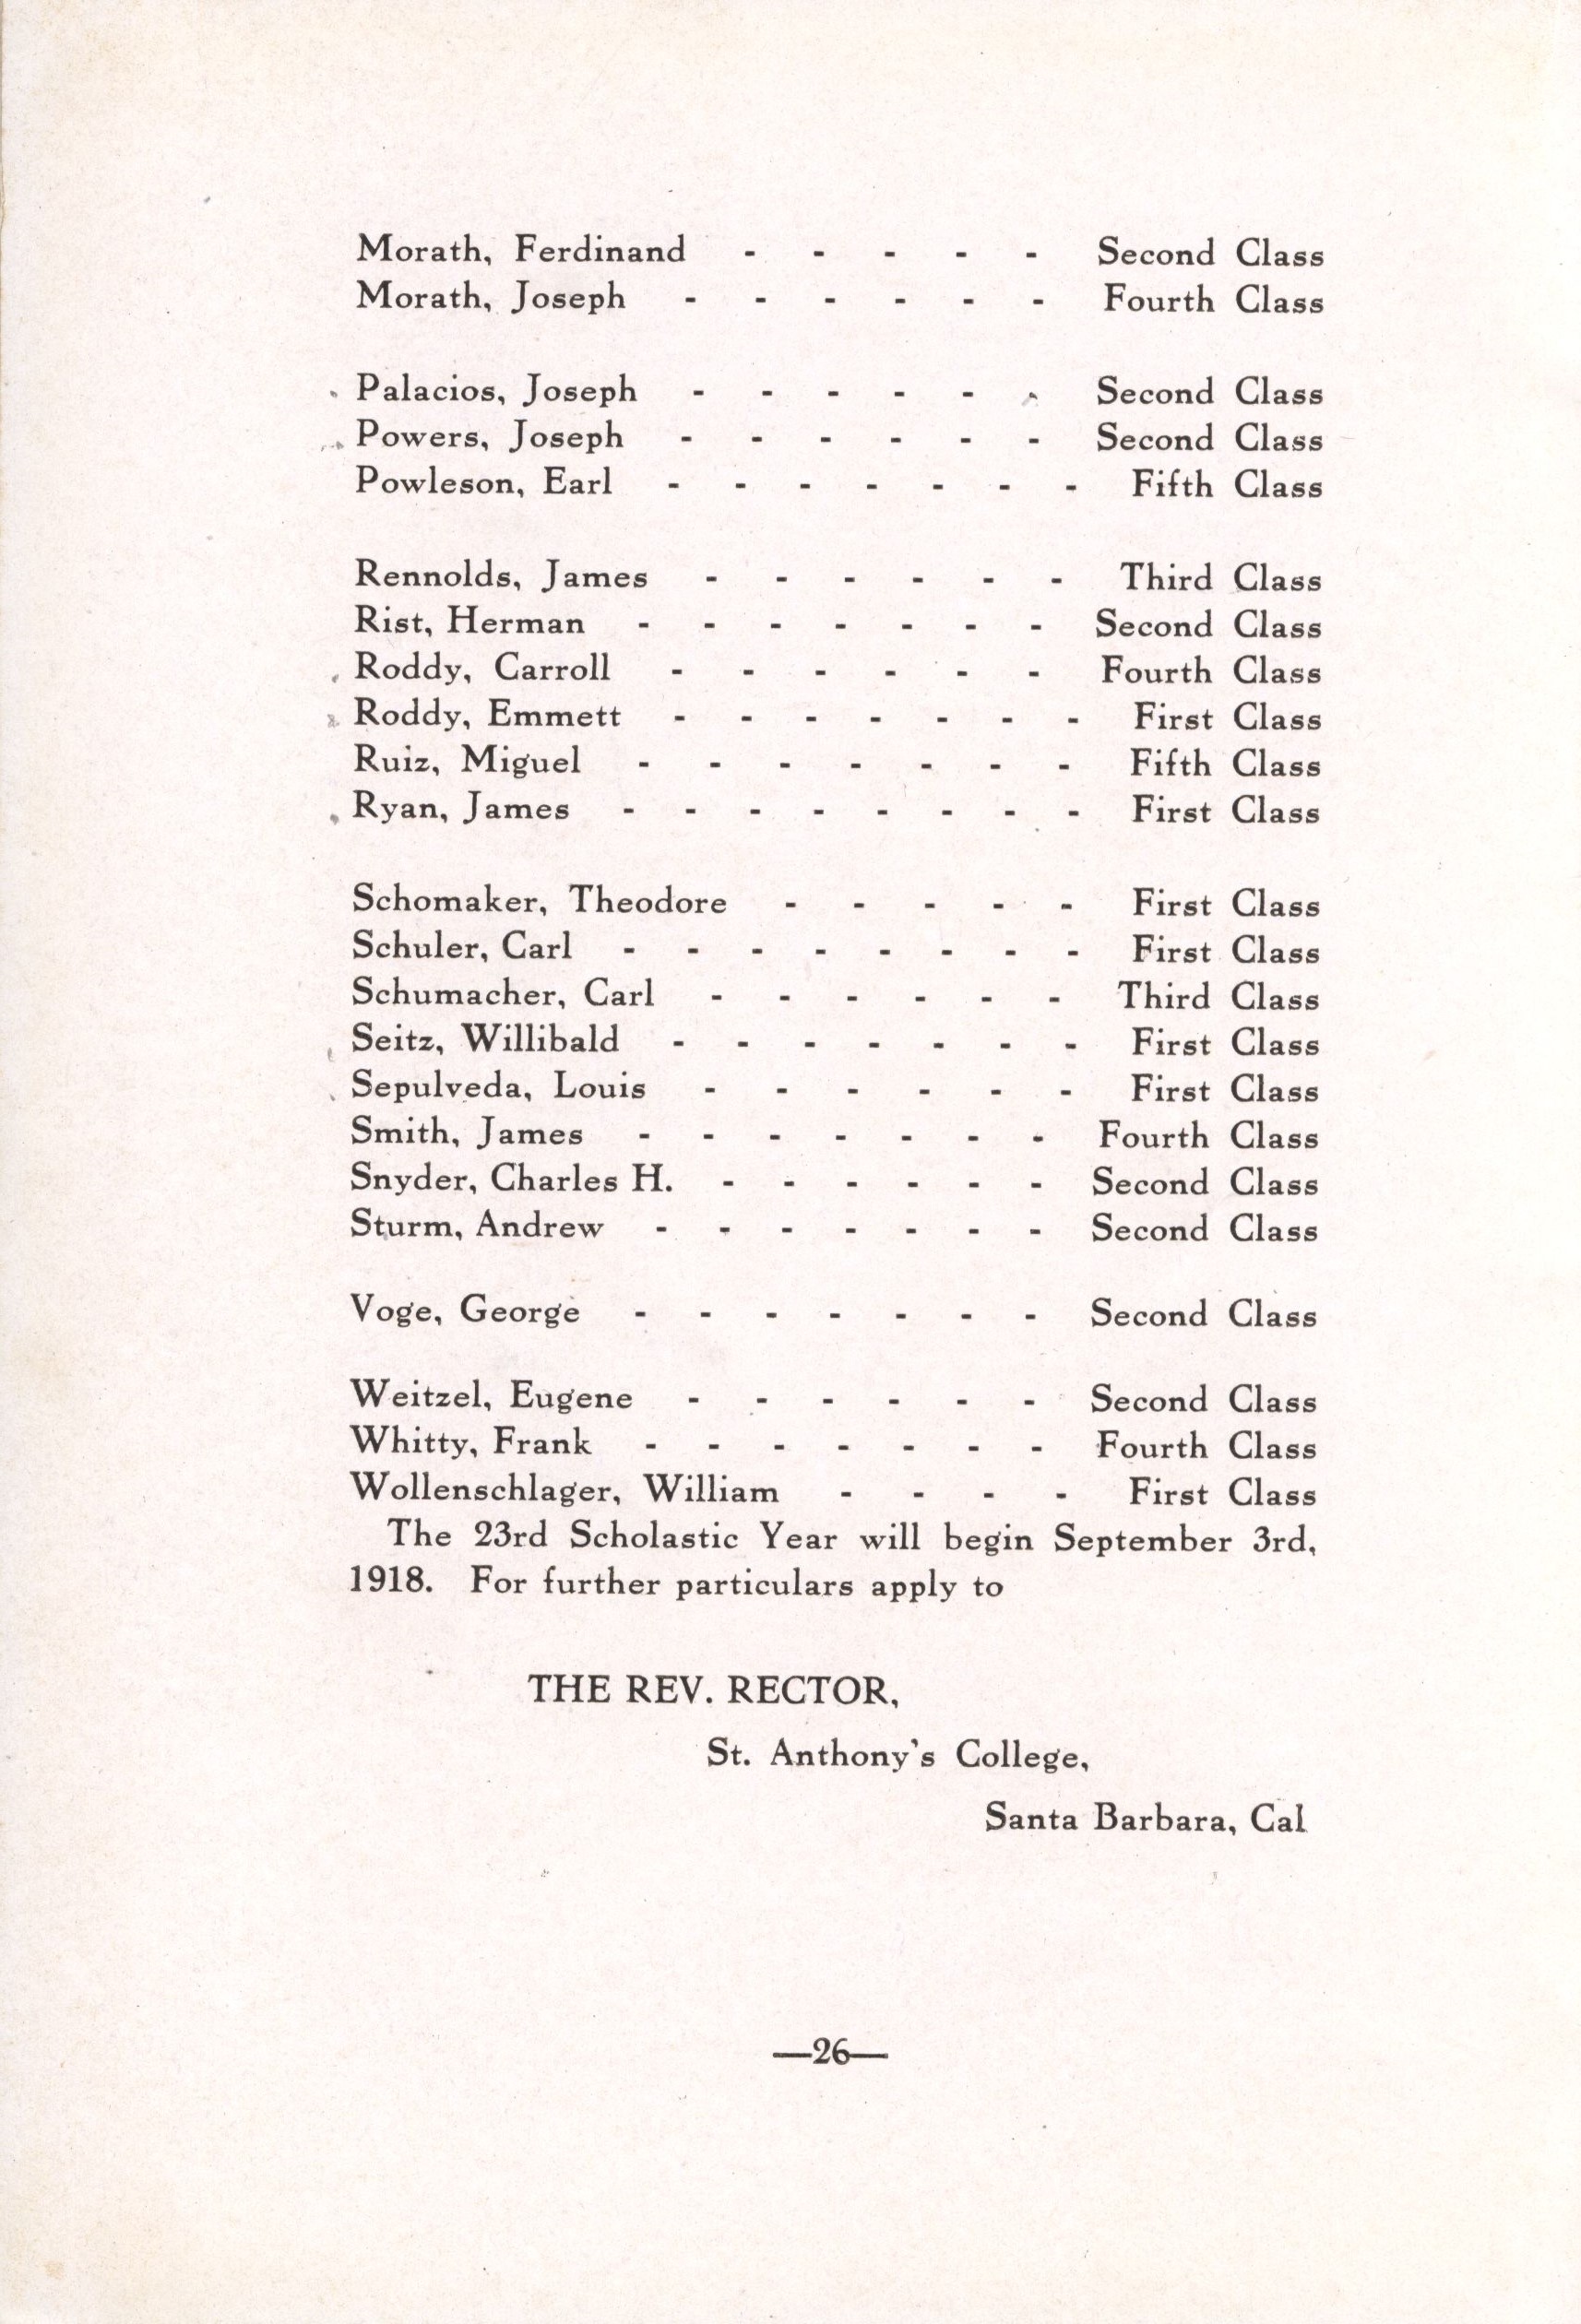 Morath, Ferdinand - - - - - Second Class
Morath, Joseph - - - - - - Fourth Class
Palacios, Joseph - - - - - - Second Class
Powers, Joseph - - - - - - Second Class
Powleson, Earl - - - - - - - Fifth Class
Rennolds, James - - - - - - Third Class
Rist, Herman - - - - - - - Second Class
Roddy, Carroll - - - - - - Fourth Class
Roddy, Emmett - - - - - - - First Class
Ruiz, Miguel - - - - - - - Fifth Class
Ryan, James - - - - - - - - First Class
Schomaker, Theodore - - - - - First Class
Schuler, Carl - - - - - - - - First Class
Schumacher, Carl - - - - - - Third Class
Seitz, Willibald - - - - - - - First Class
Sepulveda, Louis - - - - - - First Class
Smith, James - - - - - - - Fourth Class
Snyder, Charles H. - - - - - - Second Class
Sturm, Andrew - - - - - - - Second Class
Voge, George - - - - - - - Second Class
Weitzel, Eugene - - - - - - Second Class
Whitty, Frank - - - - - - - Fourth Class
Wollenschlager, William - - - - First Class
The 23rd Scholastic Year will begin September 3rd,
1918. For further particulars apply to
THE REV. RECTOR,
St. Anthony's College,
Santa Barbara, Cal
—26—